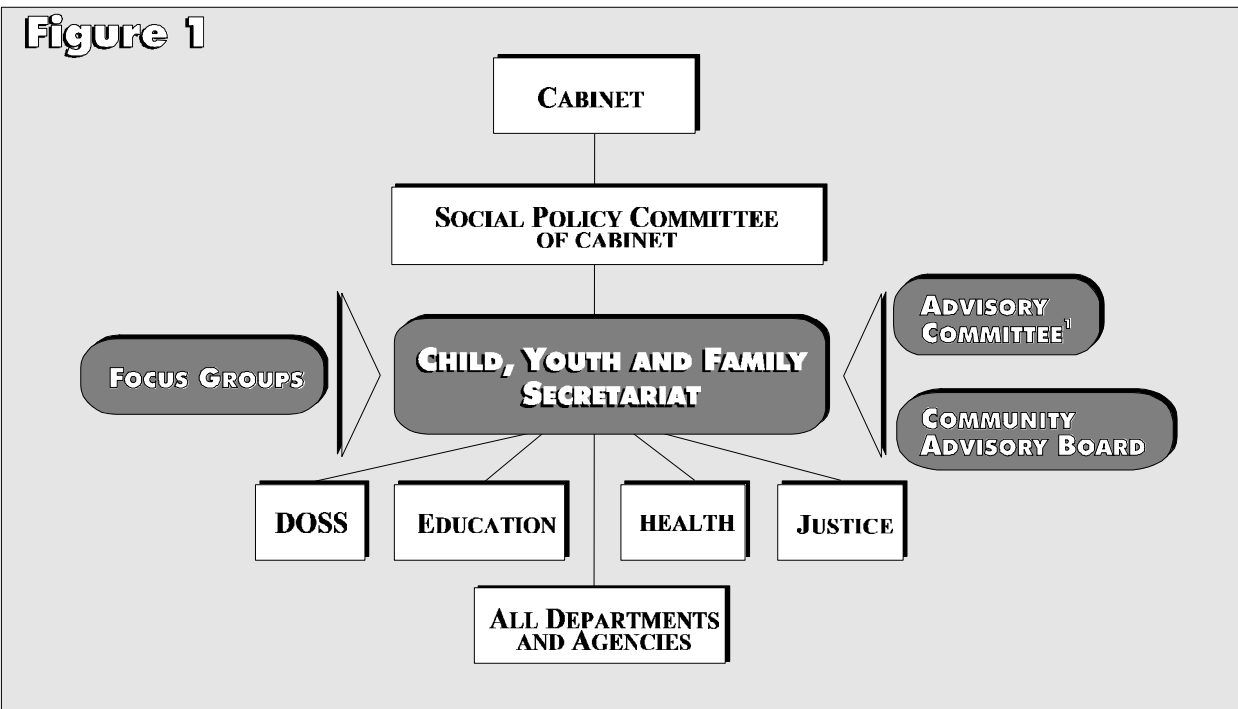 Figure 1
CABINET
SOCIAL POLICY COMMITTEE
OF CABINET
FOCUS GROUPS
CHILD, YOUTH AND FAMILY
SECRETARIAT
ADVISORY
COMMITTEE¹
COMMUNITY
ADVISORY BOARD
DOSS
EDUCATION
HEALTH
JUSTICE
ALL DEPARTMENTS
AND AGENCIES